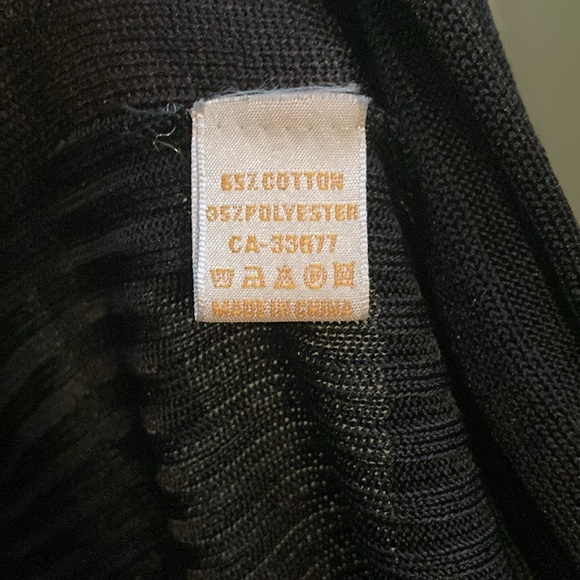 65% COTTON
35% POLYESTER
CA-33677
MADE IN CHINA